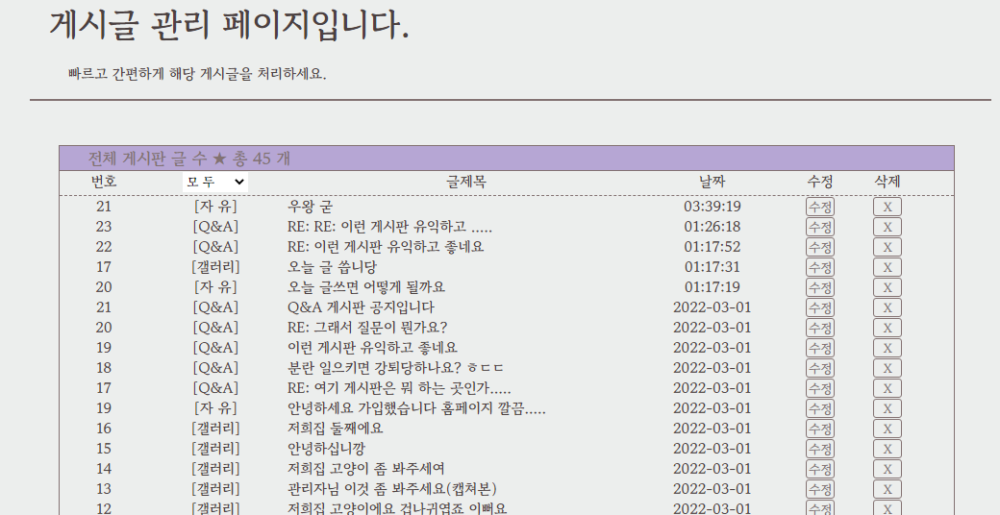 게시글 관리 페이지입니다.
빠르고 간편하게 해당 게시글을 처리하세요.
전체 게시판 글 수 ★ 총 45 개
번호 모 두 글제목 날짜 수정 삭제
21 [자 유] 우왕 굳 03:39:19 수정 X
23 [Q&A] RE: RE: 이런 게시판 유익하고 ..... 01:26:18 수정 X
22 [Q&A] RE: 이런 게시판 유익하고 좋네요 01:17:52 수정 X
17 [갤러리] 오늘 글 씁니당 01:17:31 수정 X
20 [자 유] 오늘 글쓰면 어떻게 될까요 01:17:19 수정 X
21 [Q&A] Q&A 게시판 공지입니다 2022-03-01 수정 X
20 [Q&A] RE: 그래서 질문이 뭔가요? 2022-03-01 수정 X
19 [Q&A] 이런 게시판 유익하고 좋네요 2022-03-01 수정 X
18 [Q&A] 분란 일으키면 강퇴당하나요? ㅎㄷㄷ 2022-03-01 수정 X
17 [Q&A] RE: 여기 게시판은 뭐 하는 곳인가..... 2022-03-01 수정 X
19 [자 유] 안녕하세요 가입했습니다 홈페이지 깔끔..... 2022-03-01 수정 X
16 [갤러리] 저희집 둘째에요 2022-03-01 수정 X
15 [갤러리] 안녕하십니깡 2022-03-01 수정 X
14 [갤러리] 저희집 고양이 좀 봐주세여 2022-03-01 수정 X
13 [갤러리] 관리자님 이것 좀 봐주세요(캡쳐본) 2022-03-01 수정 X
12 [갤러리] 저희집 고양이에요 겁나귀엽죠 이뻐요 2022-03-01 수정 X